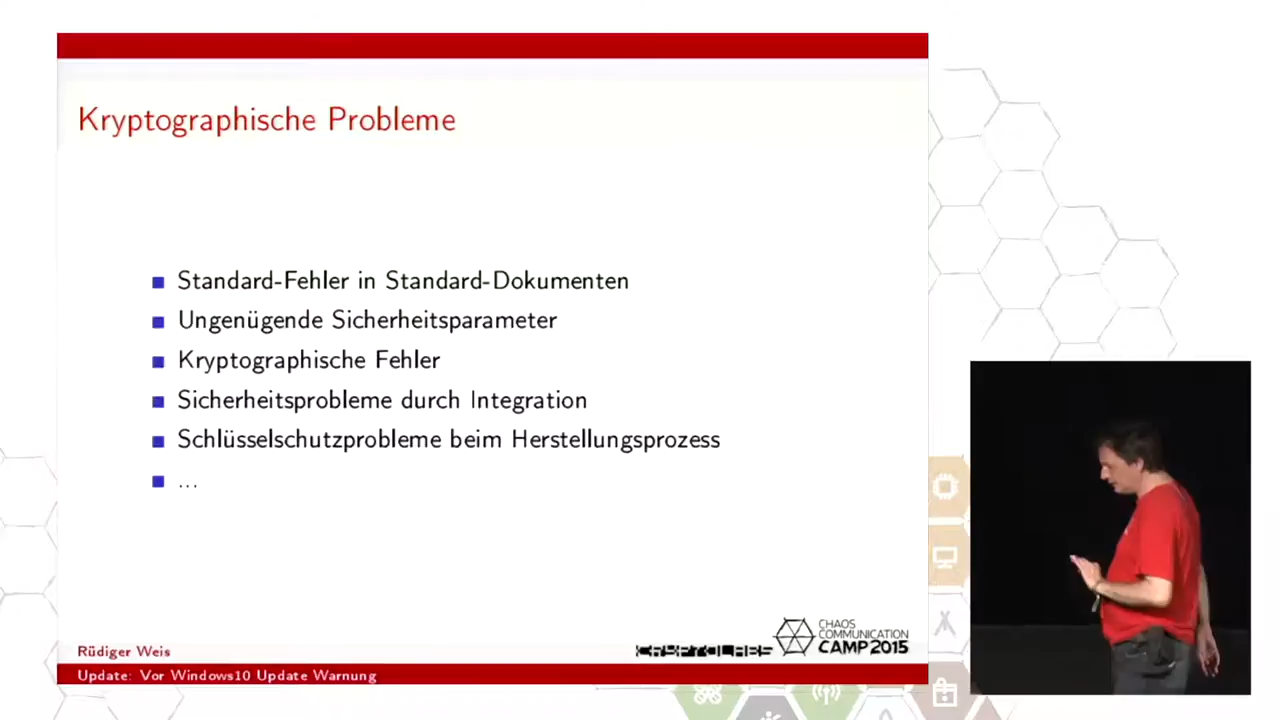 Kryptographische Probleme
Standard-Fehler in Standard-Dokumenten
Ungenügende Sicherheitsparameter
Kryptographische Fehler
Sicherheitsprobleme durch Integration
Schlüsselschutzprobleme beim Herstellungsprozess
...
CHAOS
COMMUNICATION
CAMP 2015
CRYPTOLABS
Rüdiger Weis
Update: Vor Windows10 Update Warnung